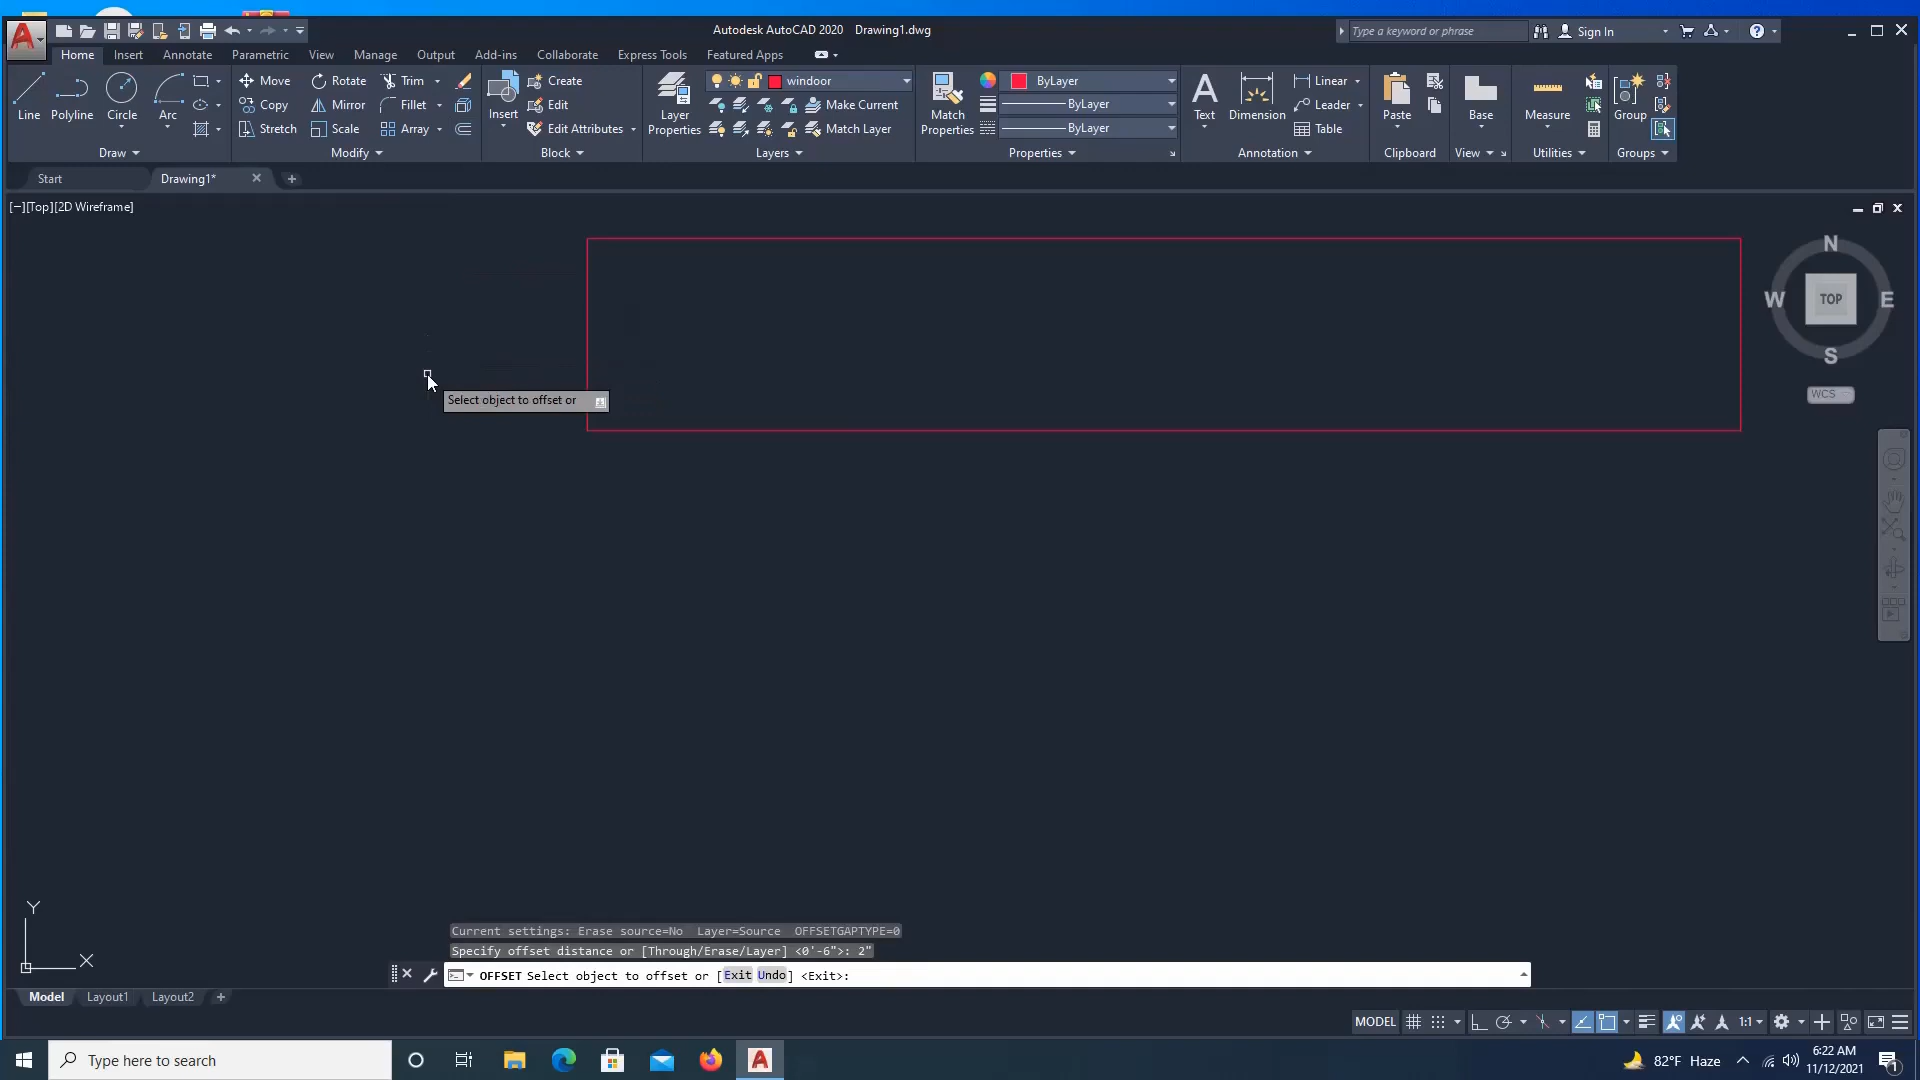 Autodesk AutoCAD 2020 Drawing1.dwg
Type a keyword or phrase
Sign In
Home Insert Annotate Parametric View Manage Output Add-ins Collaborate Express Tools Featured Apps
Line
Polyline
Circle
Arc
Move Rotate Trim
Copy Mirror Fillet
Stretch Scale Array
Insert
Create
Edit
Edit Attributes
Layer
Properties
windoor
Make Current
Match Layer
Match
Properties
ByLayer
ByLayer
ByLayer
Text
Dimension
Linear
Leader
Table
Paste
Base
Measure
Group
Draw Modify Block Layers Properties Annotation Clipboard View Utilities Groups
Start Drawing1*
[−][Top][2D Wireframe]
N
W TOP E
S
WCS
Select object to offset or
Y
X
Current settings: Erase source=No Layer=Source OFFSETGAPTYPE=0
Specify offset distance or [Through/Erase/Layer] <0'-6">: 2"
OFFSET Select object to offset or [Exit Undo] <Exit>:
Model Layout1 Layout2
MODEL 1:1
Type here to search
82°F Haze
6:22 AM
11/12/2021
1